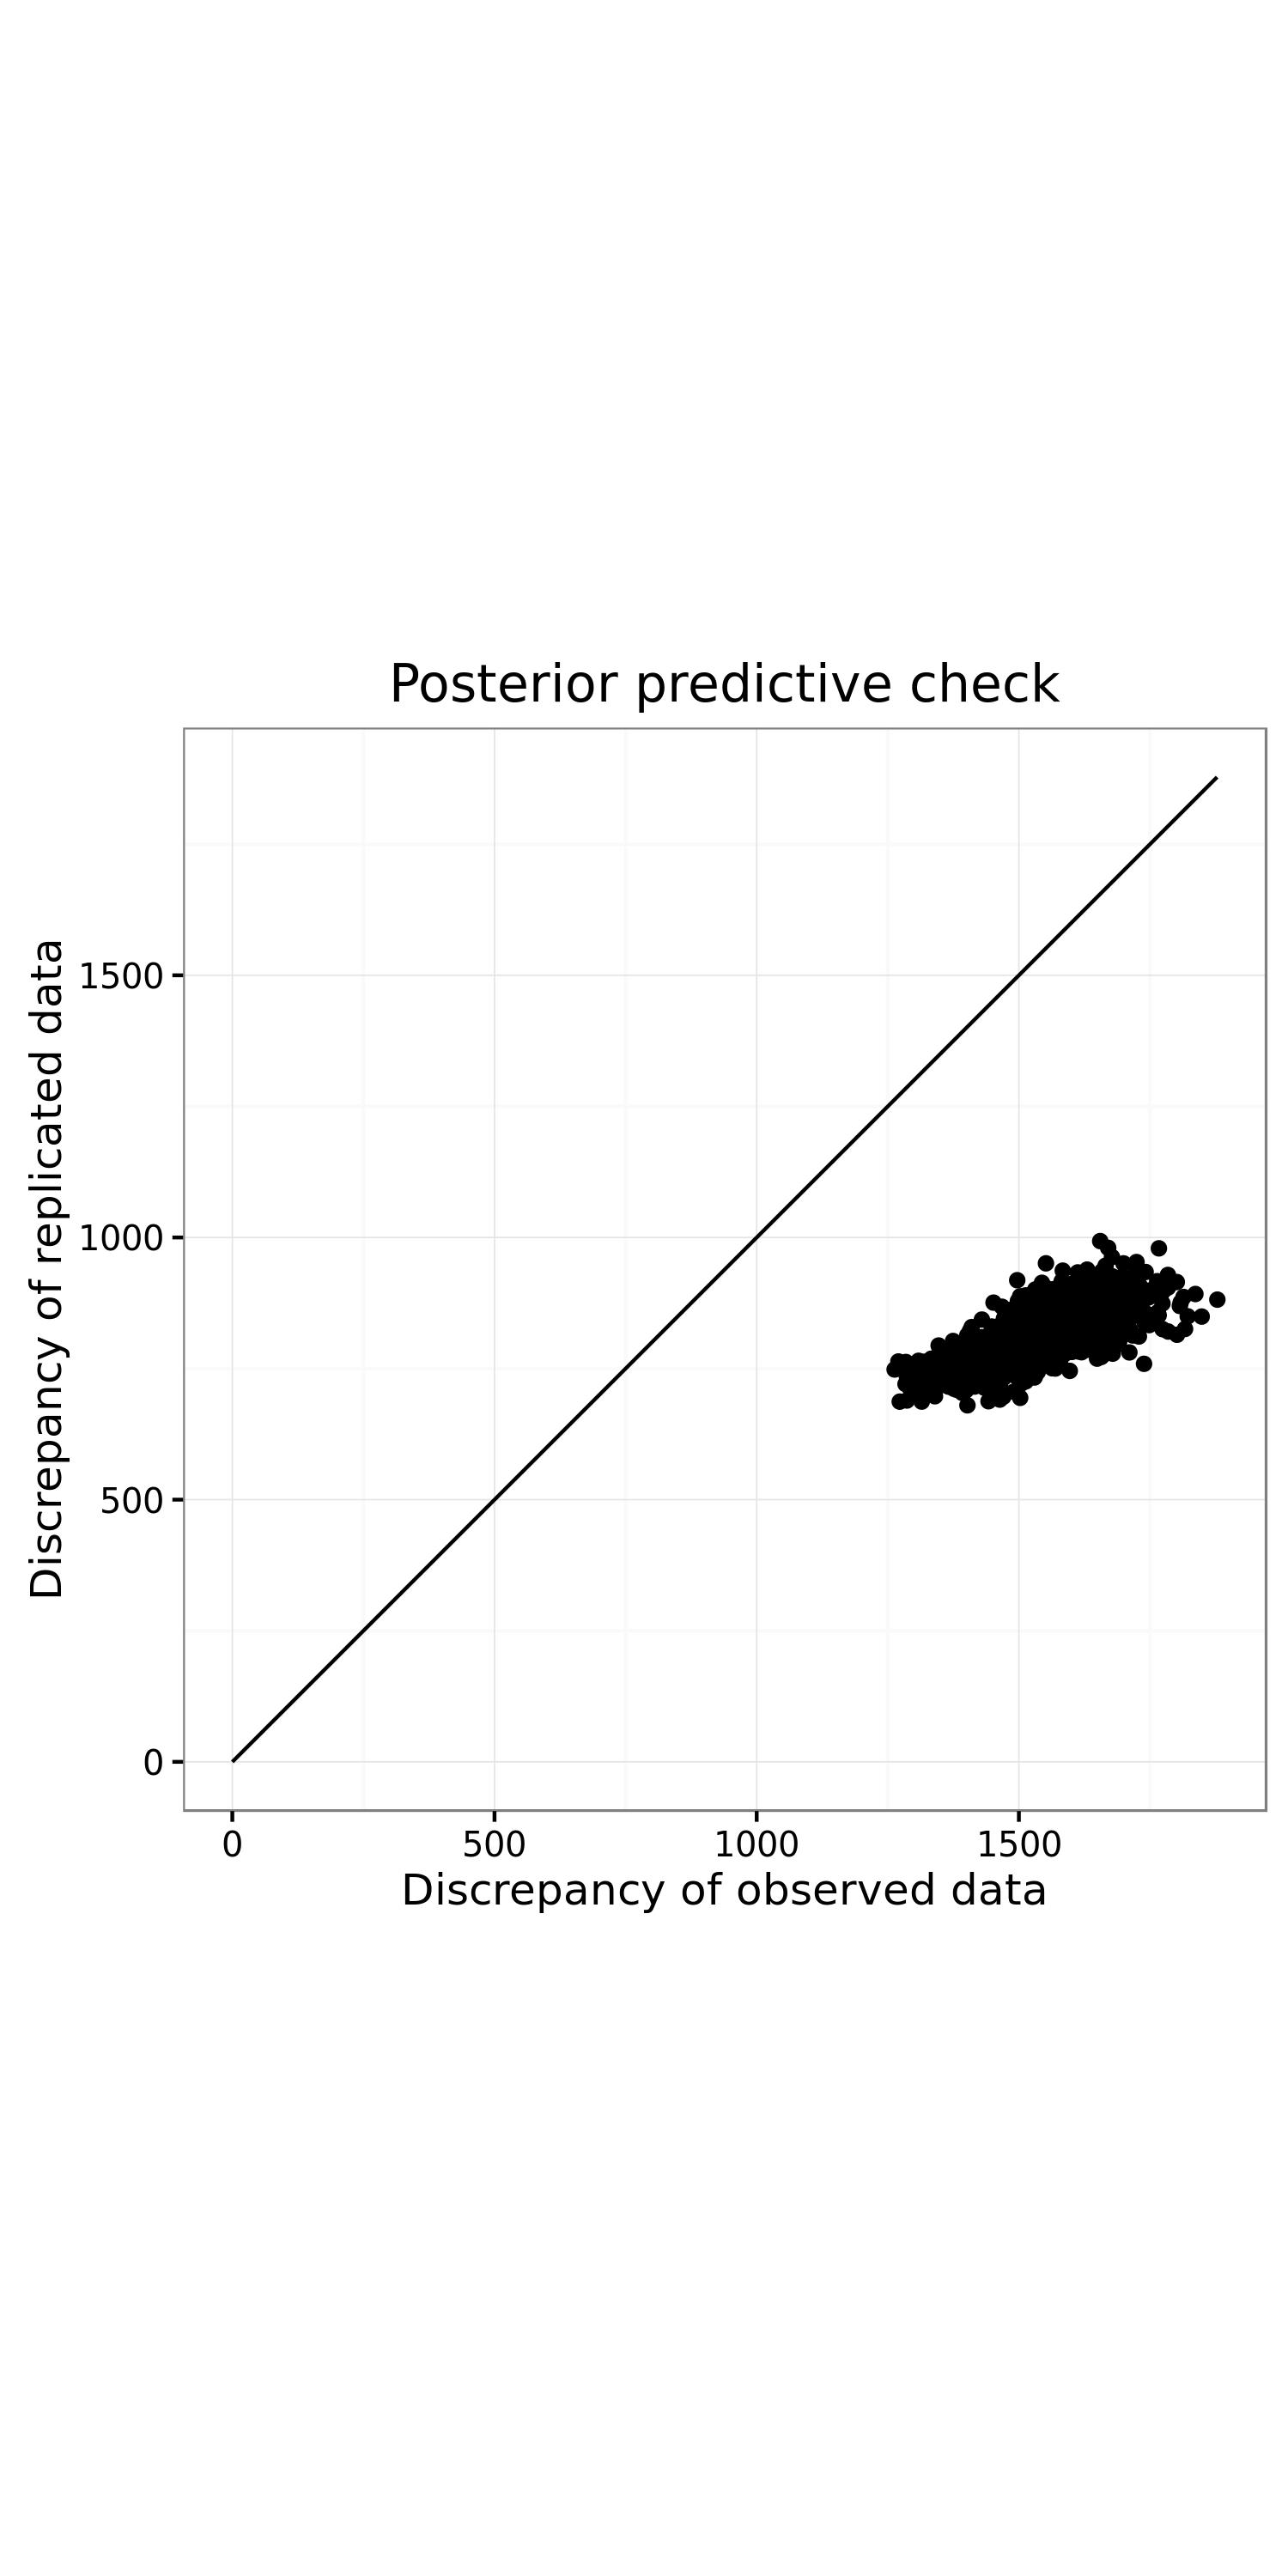 Posterior predictive check
Discrepancy of replicated data
1500
1000
500
0
0 500 1000 1500
Discrepancy of observed data